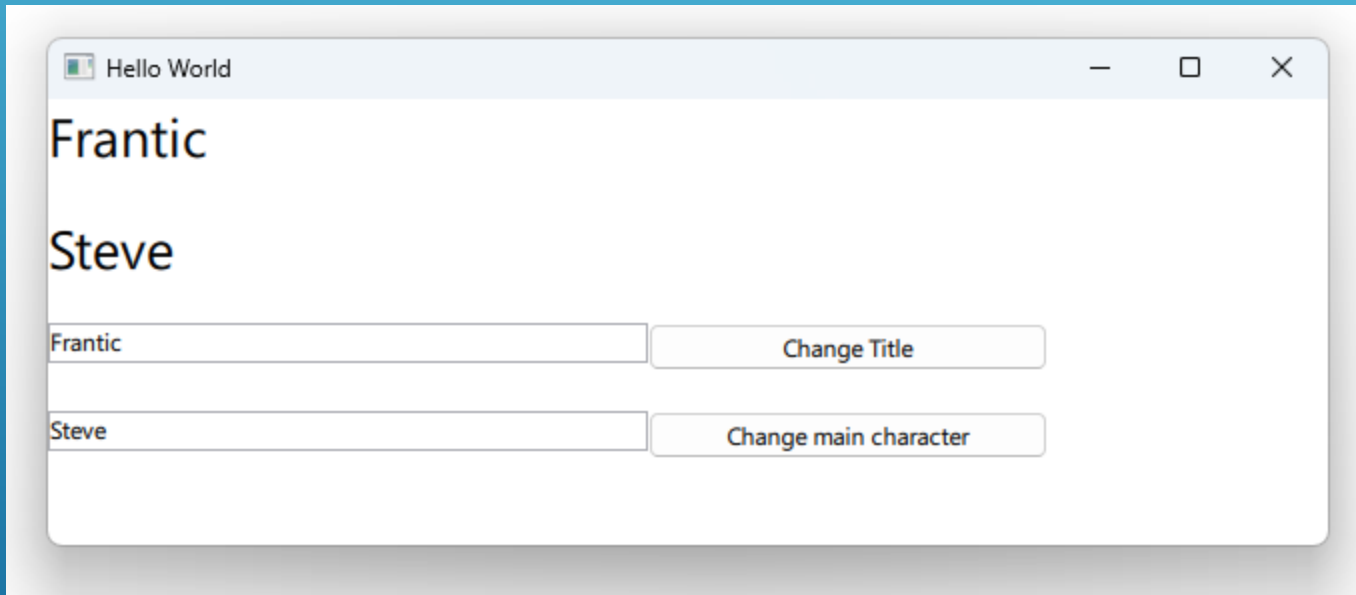 Hello World
Frantic
Steve
Frantic
Change Title
Steve
Change main character